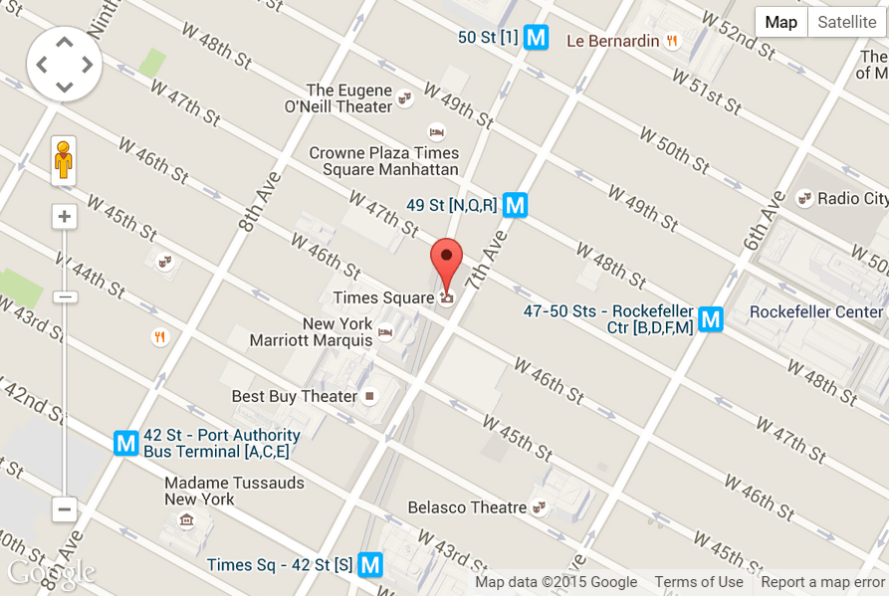 Map
Satellite
Ninth
50 St [1]
M
Le Bernardin
W 52nd St
The
of M
W 48th St
W 51st St
The Eugene
O'Neill Theater
W 49th St
W 47th St
W 50th St
W 46th St
Crowne Plaza Times
Square Manhattan
Radio City
8th Ave
W 47th St
49 St [N,Q,R]
M
W 49th St
6th Ave
W 45th St
W 46th St
7th Ave
W 48th St
W 50
W 44th St
Times Square
W 43rd St
New York
Marriott Marquis
47-50 Sts - Rockefeller
Ctr [B,D,F,M]
M
Rockefeller Center
W 46th St
W 48th St
Best Buy Theater
W 42nd St
W 45th St
W 47th St
M
42 St - Port Authority
Bus Terminal [A,C,E]
st St
Madame Tussauds
New York
W 46th St
Belasco Theatre
40th St
W 43rd St
W 45th St
8th Ave
Times Sq - 42 St [S]
M
Ave
Google
Map data ©2015 Google
Terms of Use
Report a map error